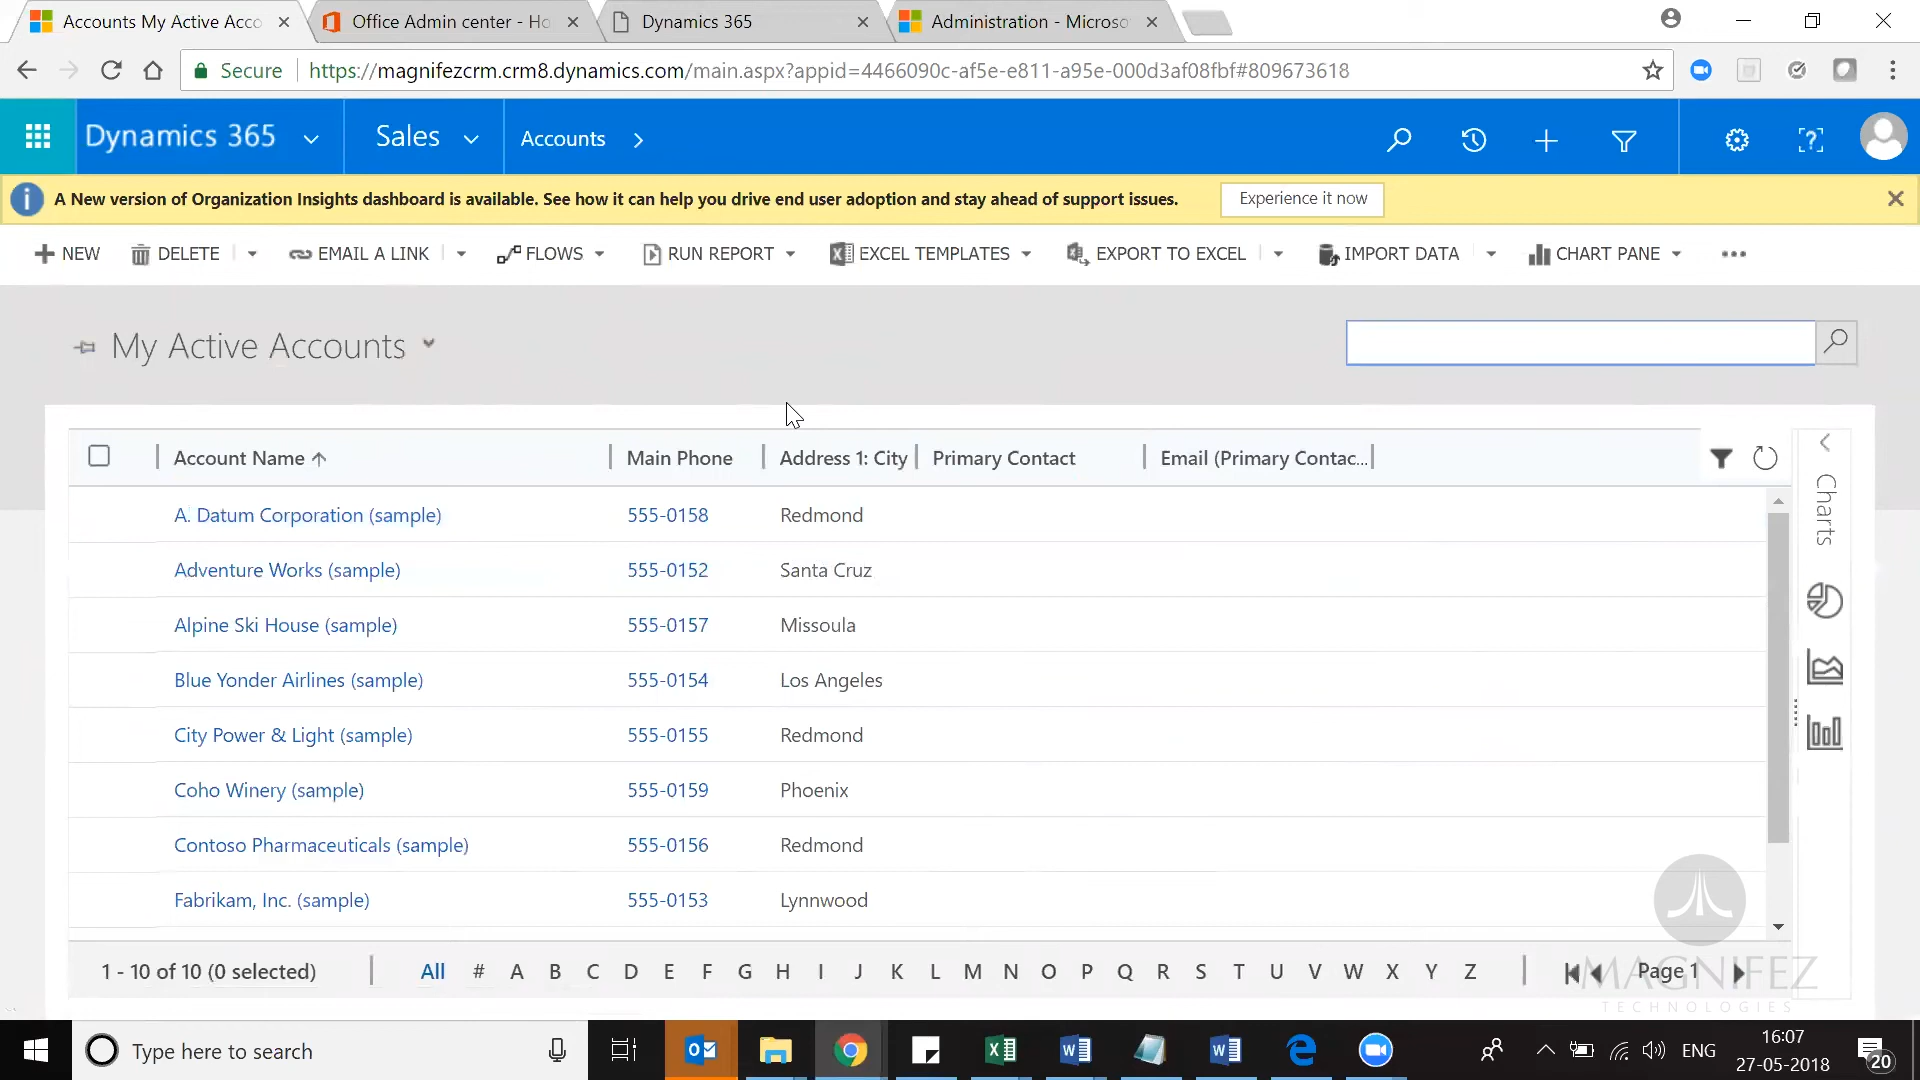 Accounts My Active Acco
Office Admin center - Ho
Dynamics 365
Administration - Microso
Secure
https://magnifezcrm.crm8.dynamics.com/main.aspx?appid=4466090c-af5e-e811-a95e-000d3af08fbf#809673618
Dynamics 365
Sales
Accounts
A New version of Organization Insights dashboard is available. See how it can help you drive end user adoption and stay ahead of support issues.
Experience it now
NEW
DELETE
EMAIL A LINK
FLOWS
RUN REPORT
EXCEL TEMPLATES
EXPORT TO EXCEL
IMPORT DATA
CHART PANE
My Active Accounts
Account Name
Main Phone
Address 1: City
Primary Contact
Email (Primary Contac...
Charts
A. Datum Corporation (sample) 555-0158 Redmond
Adventure Works (sample) 555-0152 Santa Cruz
Alpine Ski House (sample) 555-0157 Missoula
Blue Yonder Airlines (sample) 555-0154 Los Angeles
City Power & Light (sample) 555-0155 Redmond
Coho Winery (sample) 555-0159 Phoenix
Contoso Pharmaceuticals (sample) 555-0156 Redmond
Fabrikam, Inc. (sample) 555-0153 Lynnwood
1 - 10 of 10 (0 selected)
All # A B C D E F G H I J K L M N O P Q R S T U V W X Y Z
Page 1
MAGNIFEZ
TECHNOLOGIES
Type here to search
ENG
16:07
27-05-2018
20